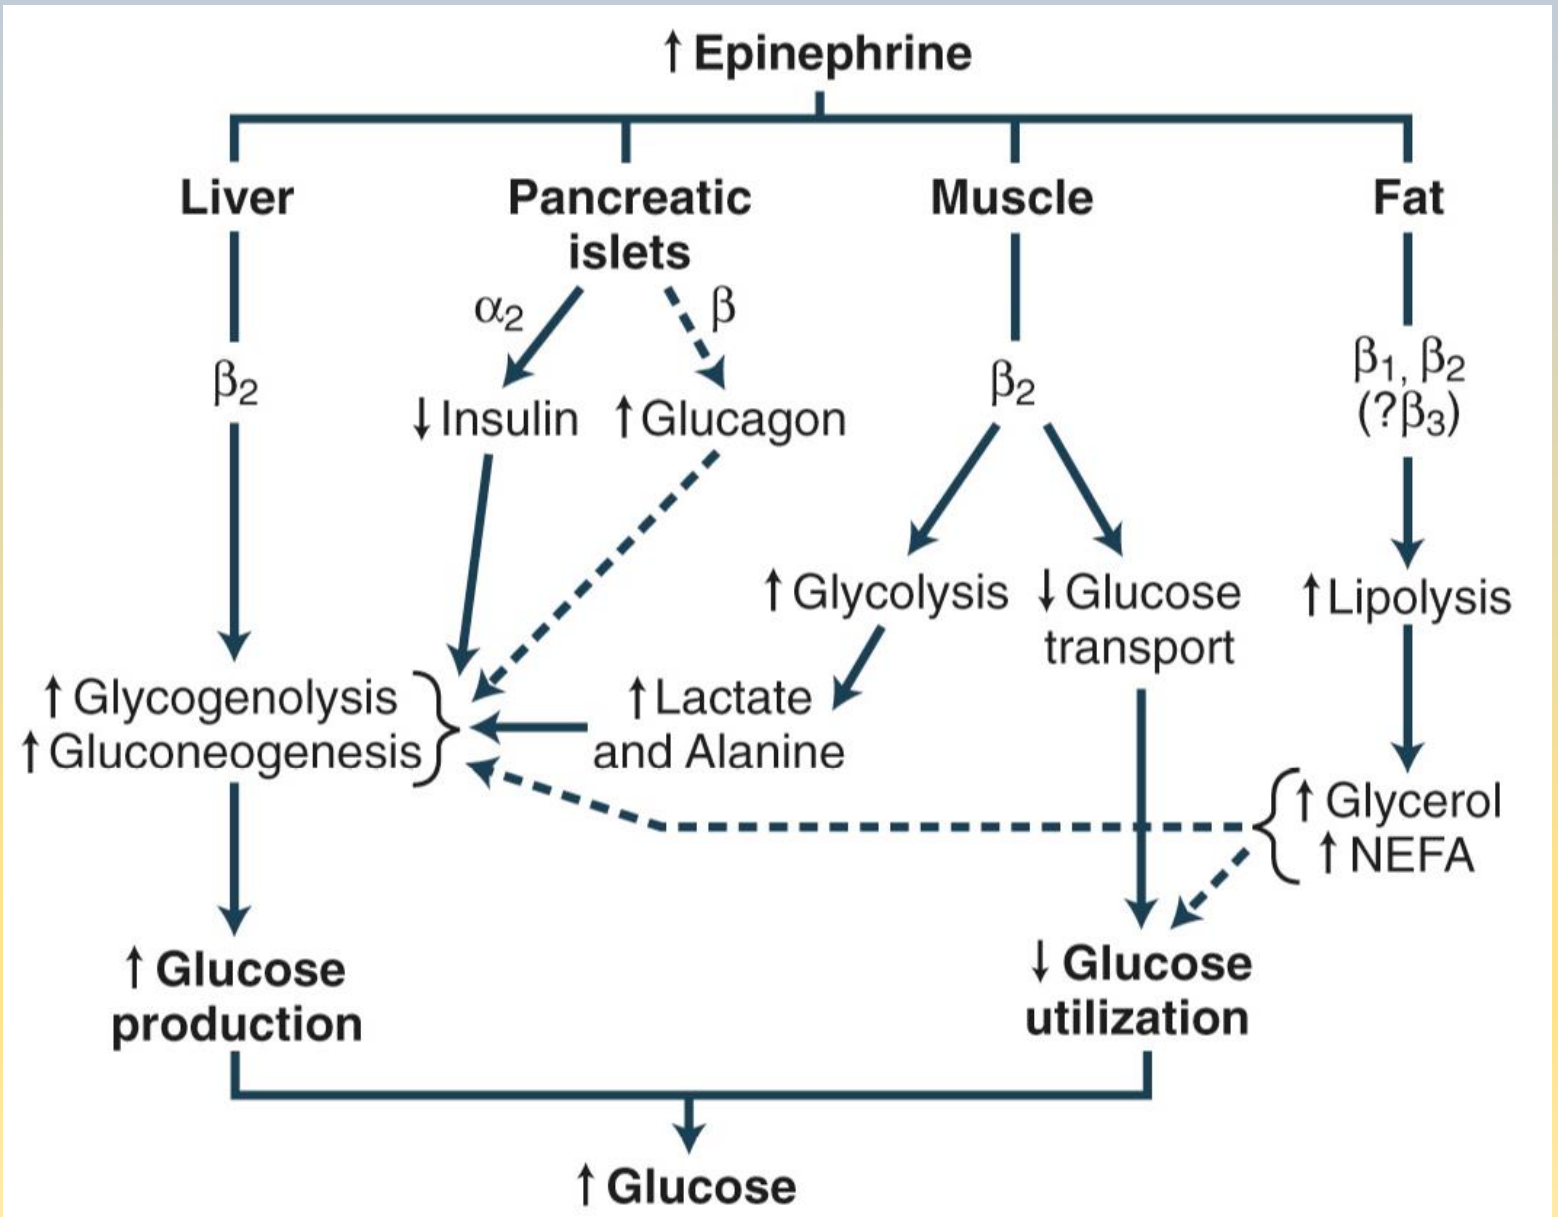 ↑ Epinephrine
Liver
Pancreatic
islets
Muscle
Fat
α2
β
β2
↓ Insulin
↑ Glucagon
β2
β1, β2
(?β3)
↑ Glycolysis
↓ Glucose
transport
↑ Lipolysis
↑ Glycogenolysis
↑ Gluconeogenesis
↑ Lactate
and Alanine
↑ Glycerol
↑ NEFA
↑ Glucose
production
↓ Glucose
utilization
↑ Glucose